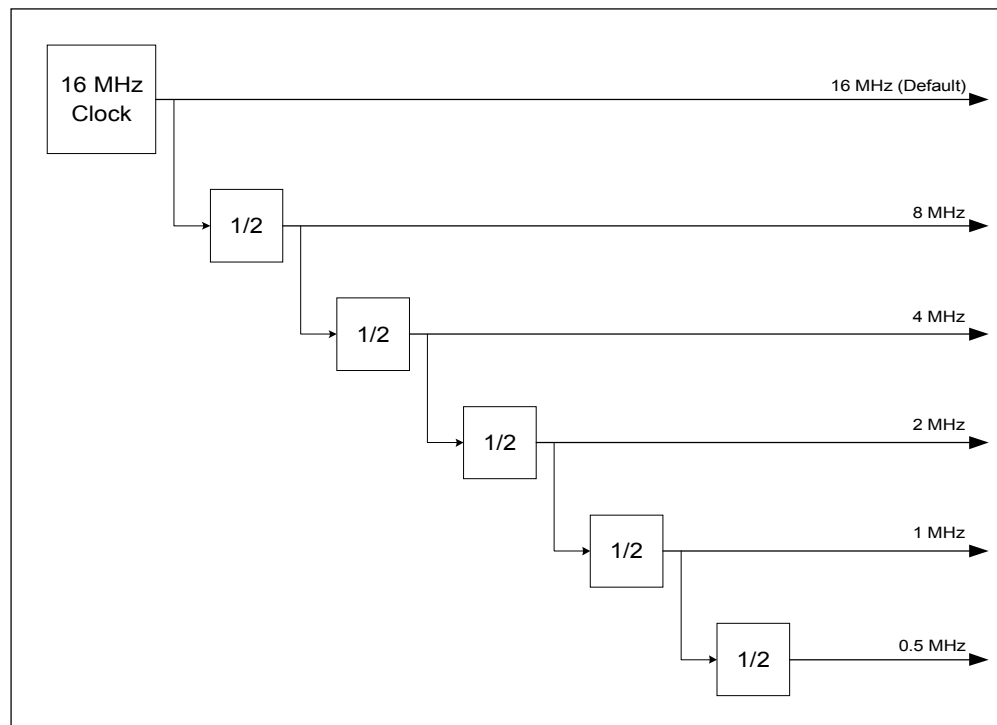 16 MHz
Clock
16 MHz (Default)
1/2
8 MHz
1/2
4 MHz
1/2
2 MHz
1/2
1 MHz
1/2
0.5 MHz